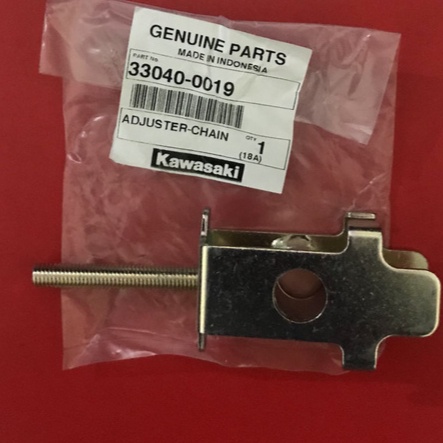 GENUINE PARTS
MADE IN INDONESIA
PART No.
33040-0019
ADJUSTER-CHAIN
QTY
1
(18A)
Kawasaki